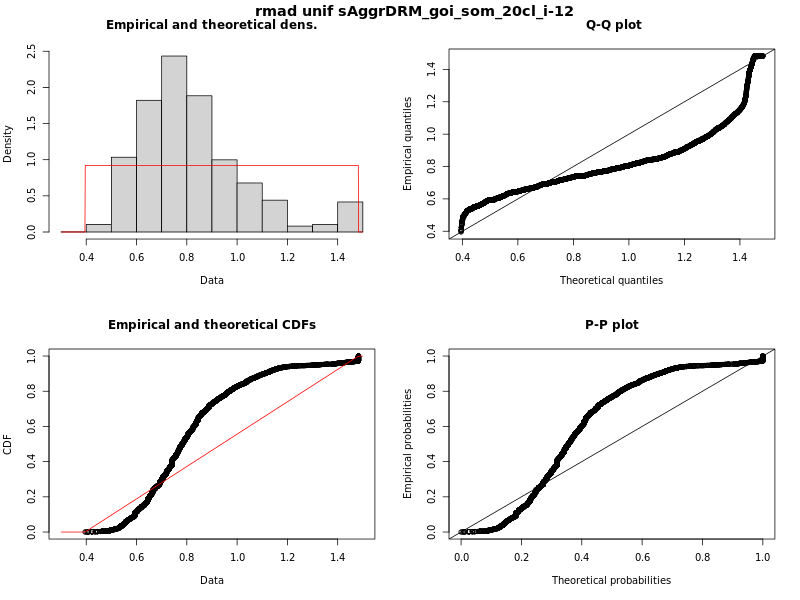 rmad unif sAggrDRM_goi_som_20cl_i-12
Empirical and theoretical dens.
Density
0.0 0.5 1.0 1.5 2.0 2.5
0.4 0.6 0.8 1.0 1.2 1.4
Data
Q-Q plot
Empirical quantiles
0.4 0.6 0.8 1.0 1.2 1.4
0.4 0.6 0.8 1.0 1.2 1.4
Theoretical quantiles
Empirical and theoretical CDFs
CDF
0.0 0.2 0.4 0.6 0.8 1.0
0.4 0.6 0.8 1.0 1.2 1.4
Data
P-P plot
Empirical probabilities
0.0 0.2 0.4 0.6 0.8 1.0
0.0 0.2 0.4 0.6 0.8 1.0
Theoretical probabilities